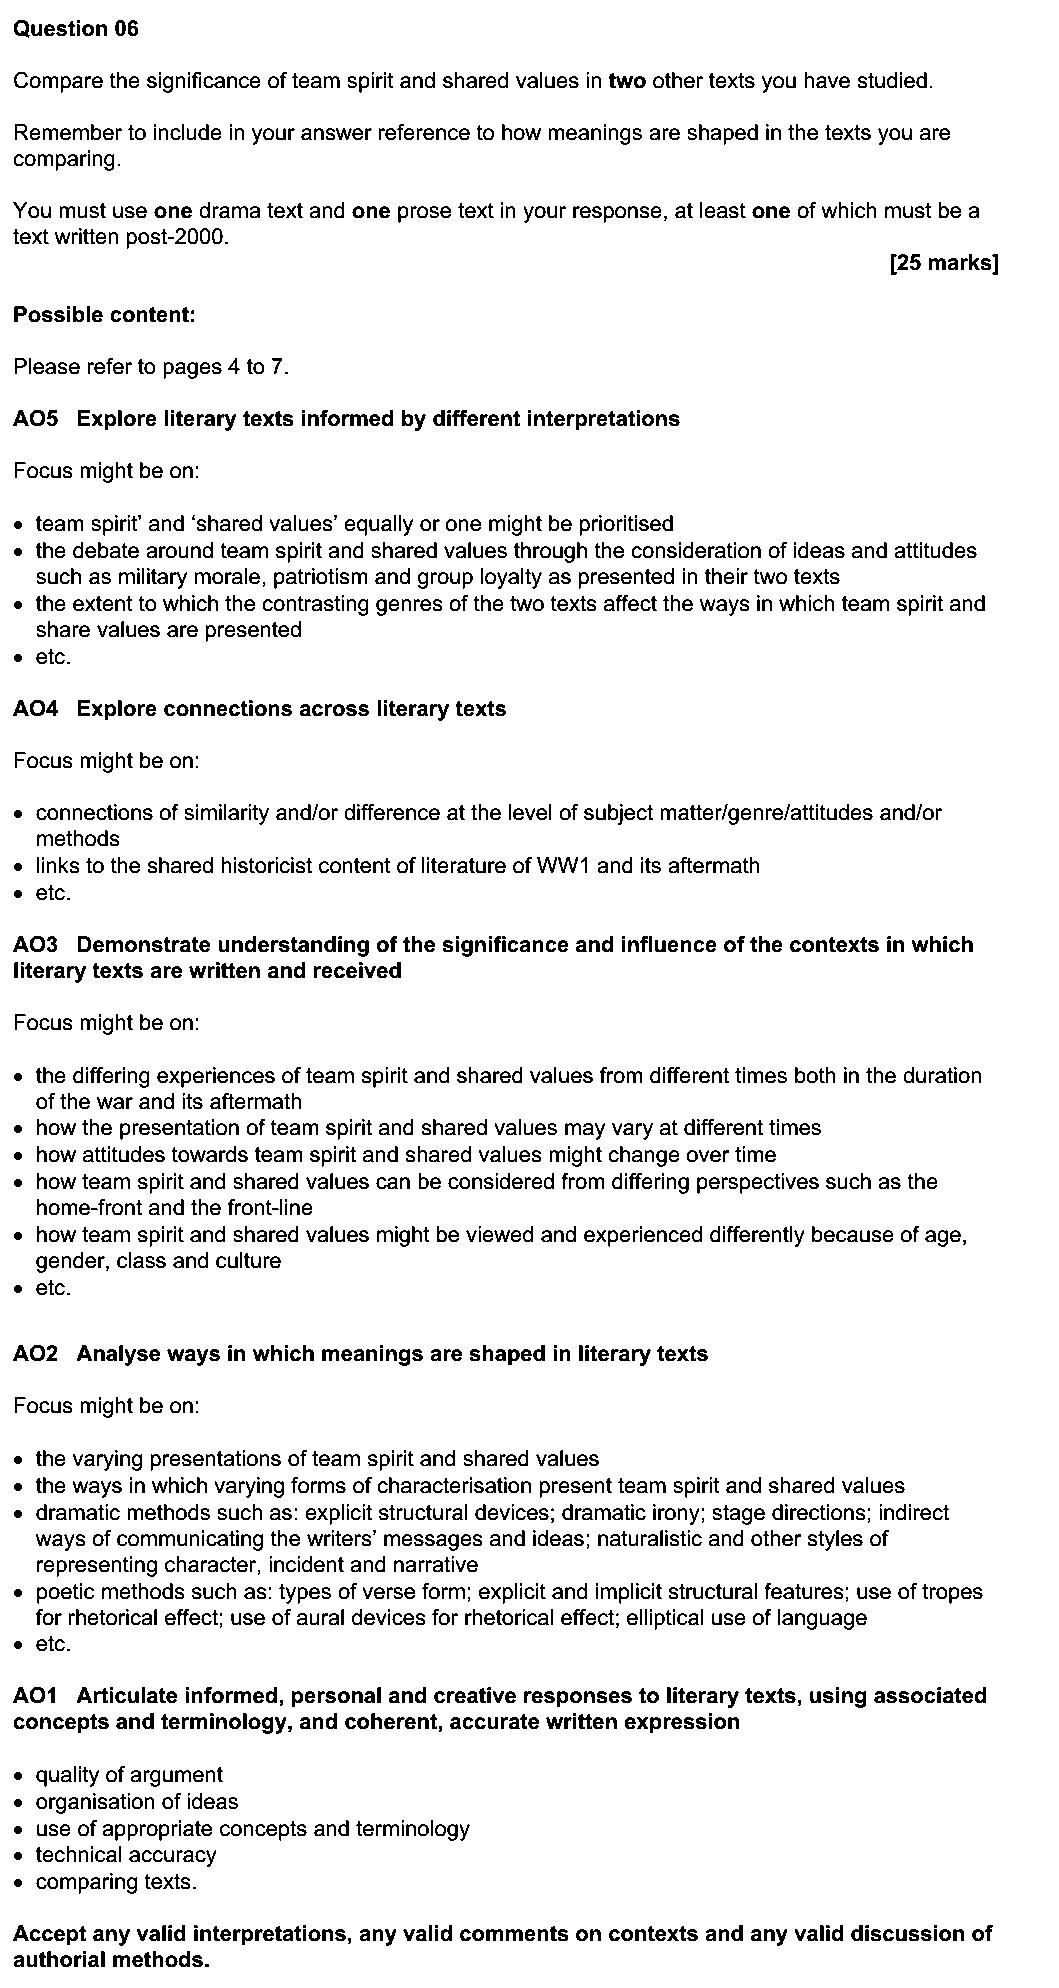 Question 06
Compare the significance of team spirit and shared values in two other texts you have studied.
Remember to include in your answer reference to how meanings are shaped in the texts you are
comparing.
You must use one drama text and one prose text in your response, at least one of which must be a
text written post-2000.
[25 marks]
Possible content:
Please refer to pages 4 to 7.
AO5 Explore literary texts informed by different interpretations
Focus might be on:
• team spirit’ and ‘shared values’ equally or one might be prioritised
• the debate around team spirit and shared values through the consideration of ideas and attitudes
such as military morale, patriotism and group loyalty as presented in their two texts
• the extent to which the contrasting genres of the two texts affect the ways in which team spirit and
share values are presented
• etc.
AO4 Explore connections across literary texts
Focus might be on:
• connections of similarity and/or difference at the level of subject matter/genre/attitudes and/or
methods
• links to the shared historicist content of literature of WW1 and its aftermath
• etc.
AO3 Demonstrate understanding of the significance and influence of the contexts in which
literary texts are written and received
Focus might be on:
• the differing experiences of team spirit and shared values from different times both in the duration
of the war and its aftermath
• how the presentation of team spirit and shared values may vary at different times
• how attitudes towards team spirit and shared values might change over time
• how team spirit and shared values can be considered from differing perspectives such as the
home-front and the front-line
• how team spirit and shared values might be viewed and experienced differently because of age,
gender, class and culture
• etc.
AO2 Analyse ways in which meanings are shaped in literary texts
Focus might be on:
• the varying presentations of team spirit and shared values
• the ways in which varying forms of characterisation present team spirit and shared values
• dramatic methods such as: explicit structural devices; dramatic irony; stage directions; indirect
ways of communicating the writers’ messages and ideas; naturalistic and other styles of
representing character, incident and narrative
• poetic methods such as: types of verse form; explicit and implicit structural features; use of tropes
for rhetorical effect; use of aural devices for rhetorical effect; elliptical use of language
• etc.
AO1 Articulate informed, personal and creative responses to literary texts, using associated
concepts and terminology, and coherent, accurate written expression
• quality of argument
• organisation of ideas
• use of appropriate concepts and terminology
• technical accuracy
• comparing texts.
Accept any valid interpretations, any valid comments on contexts and any valid discussion of
authorial methods.